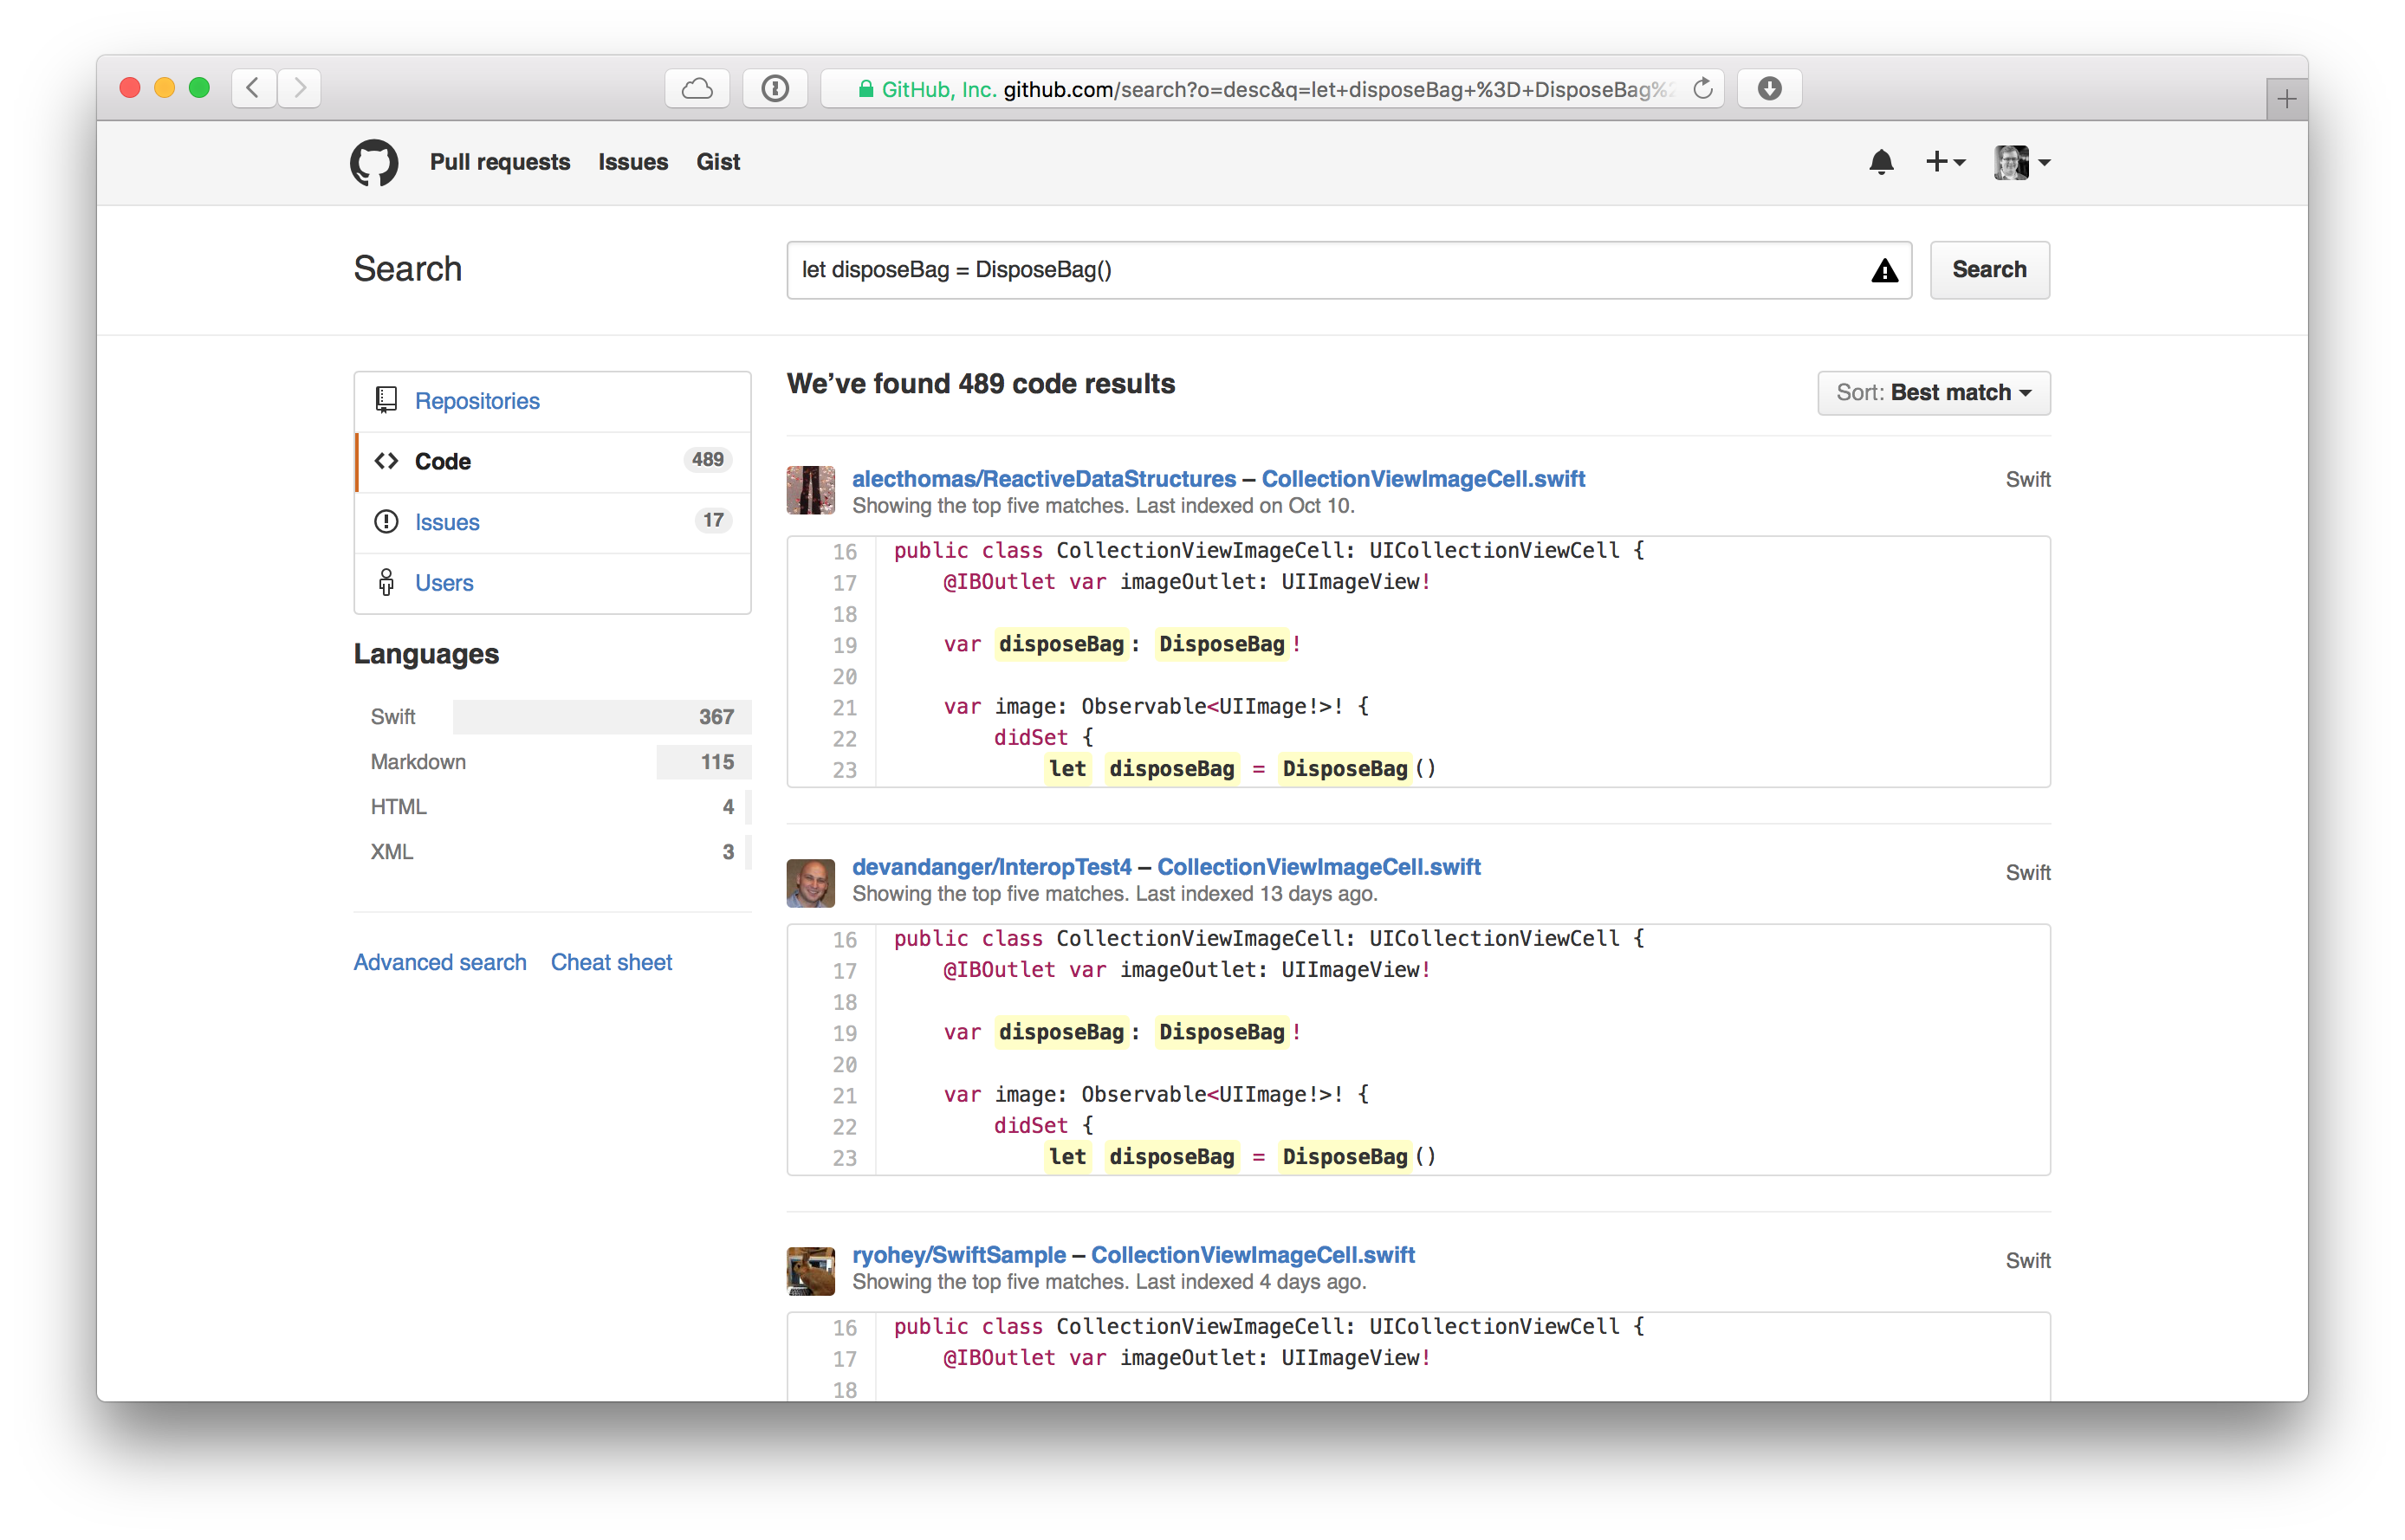 GitHub, Inc. github.com/search?o=desc&q=let+disposeBag+%3D+DisposeBag%2
Pull requests Issues Gist
Search
let disposeBag = DisposeBag()
Search
Repositories
Code 489
Issues 17
Users
Languages
Swift 367
Markdown 115
HTML 4
XML 3
Advanced search Cheat sheet
We’ve found 489 code results
Sort: Best match
alecthomas/ReactiveDataStructures – CollectionViewImageCell.swift
Swift
Showing the top five matches. Last indexed on Oct 10.
16 public class CollectionViewImageCell: UICollectionViewCell {
17 @IBOutlet var imageOutlet: UIImageView!
18
19 var disposeBag: DisposeBag!
20
21 var image: Observable<UIImage!>! {
22 didSet {
23 let disposeBag = DisposeBag()
devandanger/InteropTest4 – CollectionViewImageCell.swift
Swift
Showing the top five matches. Last indexed 13 days ago.
16 public class CollectionViewImageCell: UICollectionViewCell {
17 @IBOutlet var imageOutlet: UIImageView!
18
19 var disposeBag: DisposeBag!
20
21 var image: Observable<UIImage!>! {
22 didSet {
23 let disposeBag = DisposeBag()
ryohey/SwiftSample – CollectionViewImageCell.swift
Swift
Showing the top five matches. Last indexed 4 days ago.
16 public class CollectionViewImageCell: UICollectionViewCell {
17 @IBOutlet var imageOutlet: UIImageView!
18